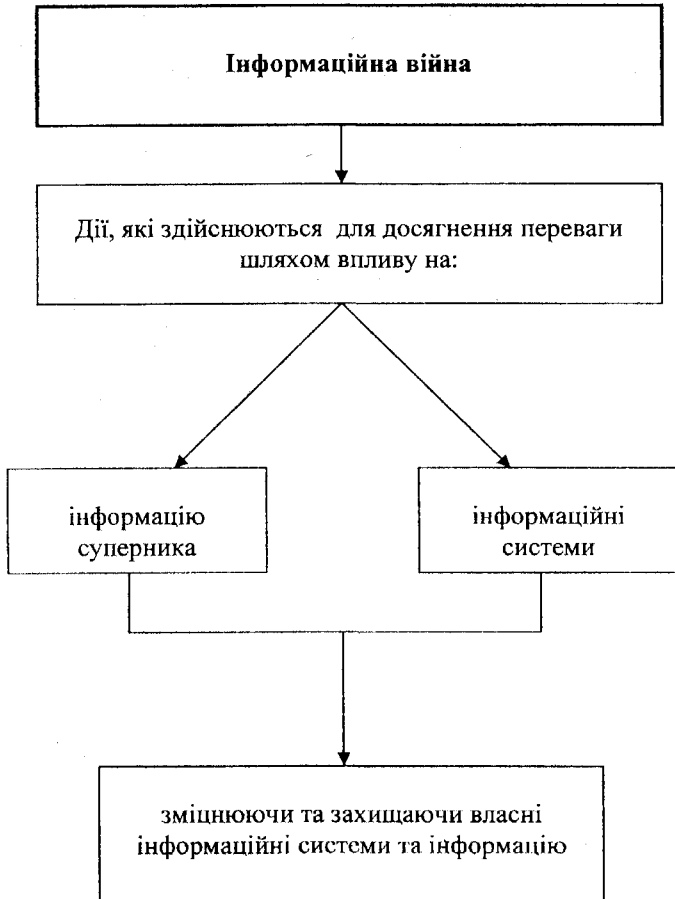 Інформаційна війна
Дії, які здійснюються для досягнення переваги
шляхом впливу на:
інформацію
суперника
інформаційні
системи
зміцнюючи та захищаючи власні
інформаційні системи та інформацію